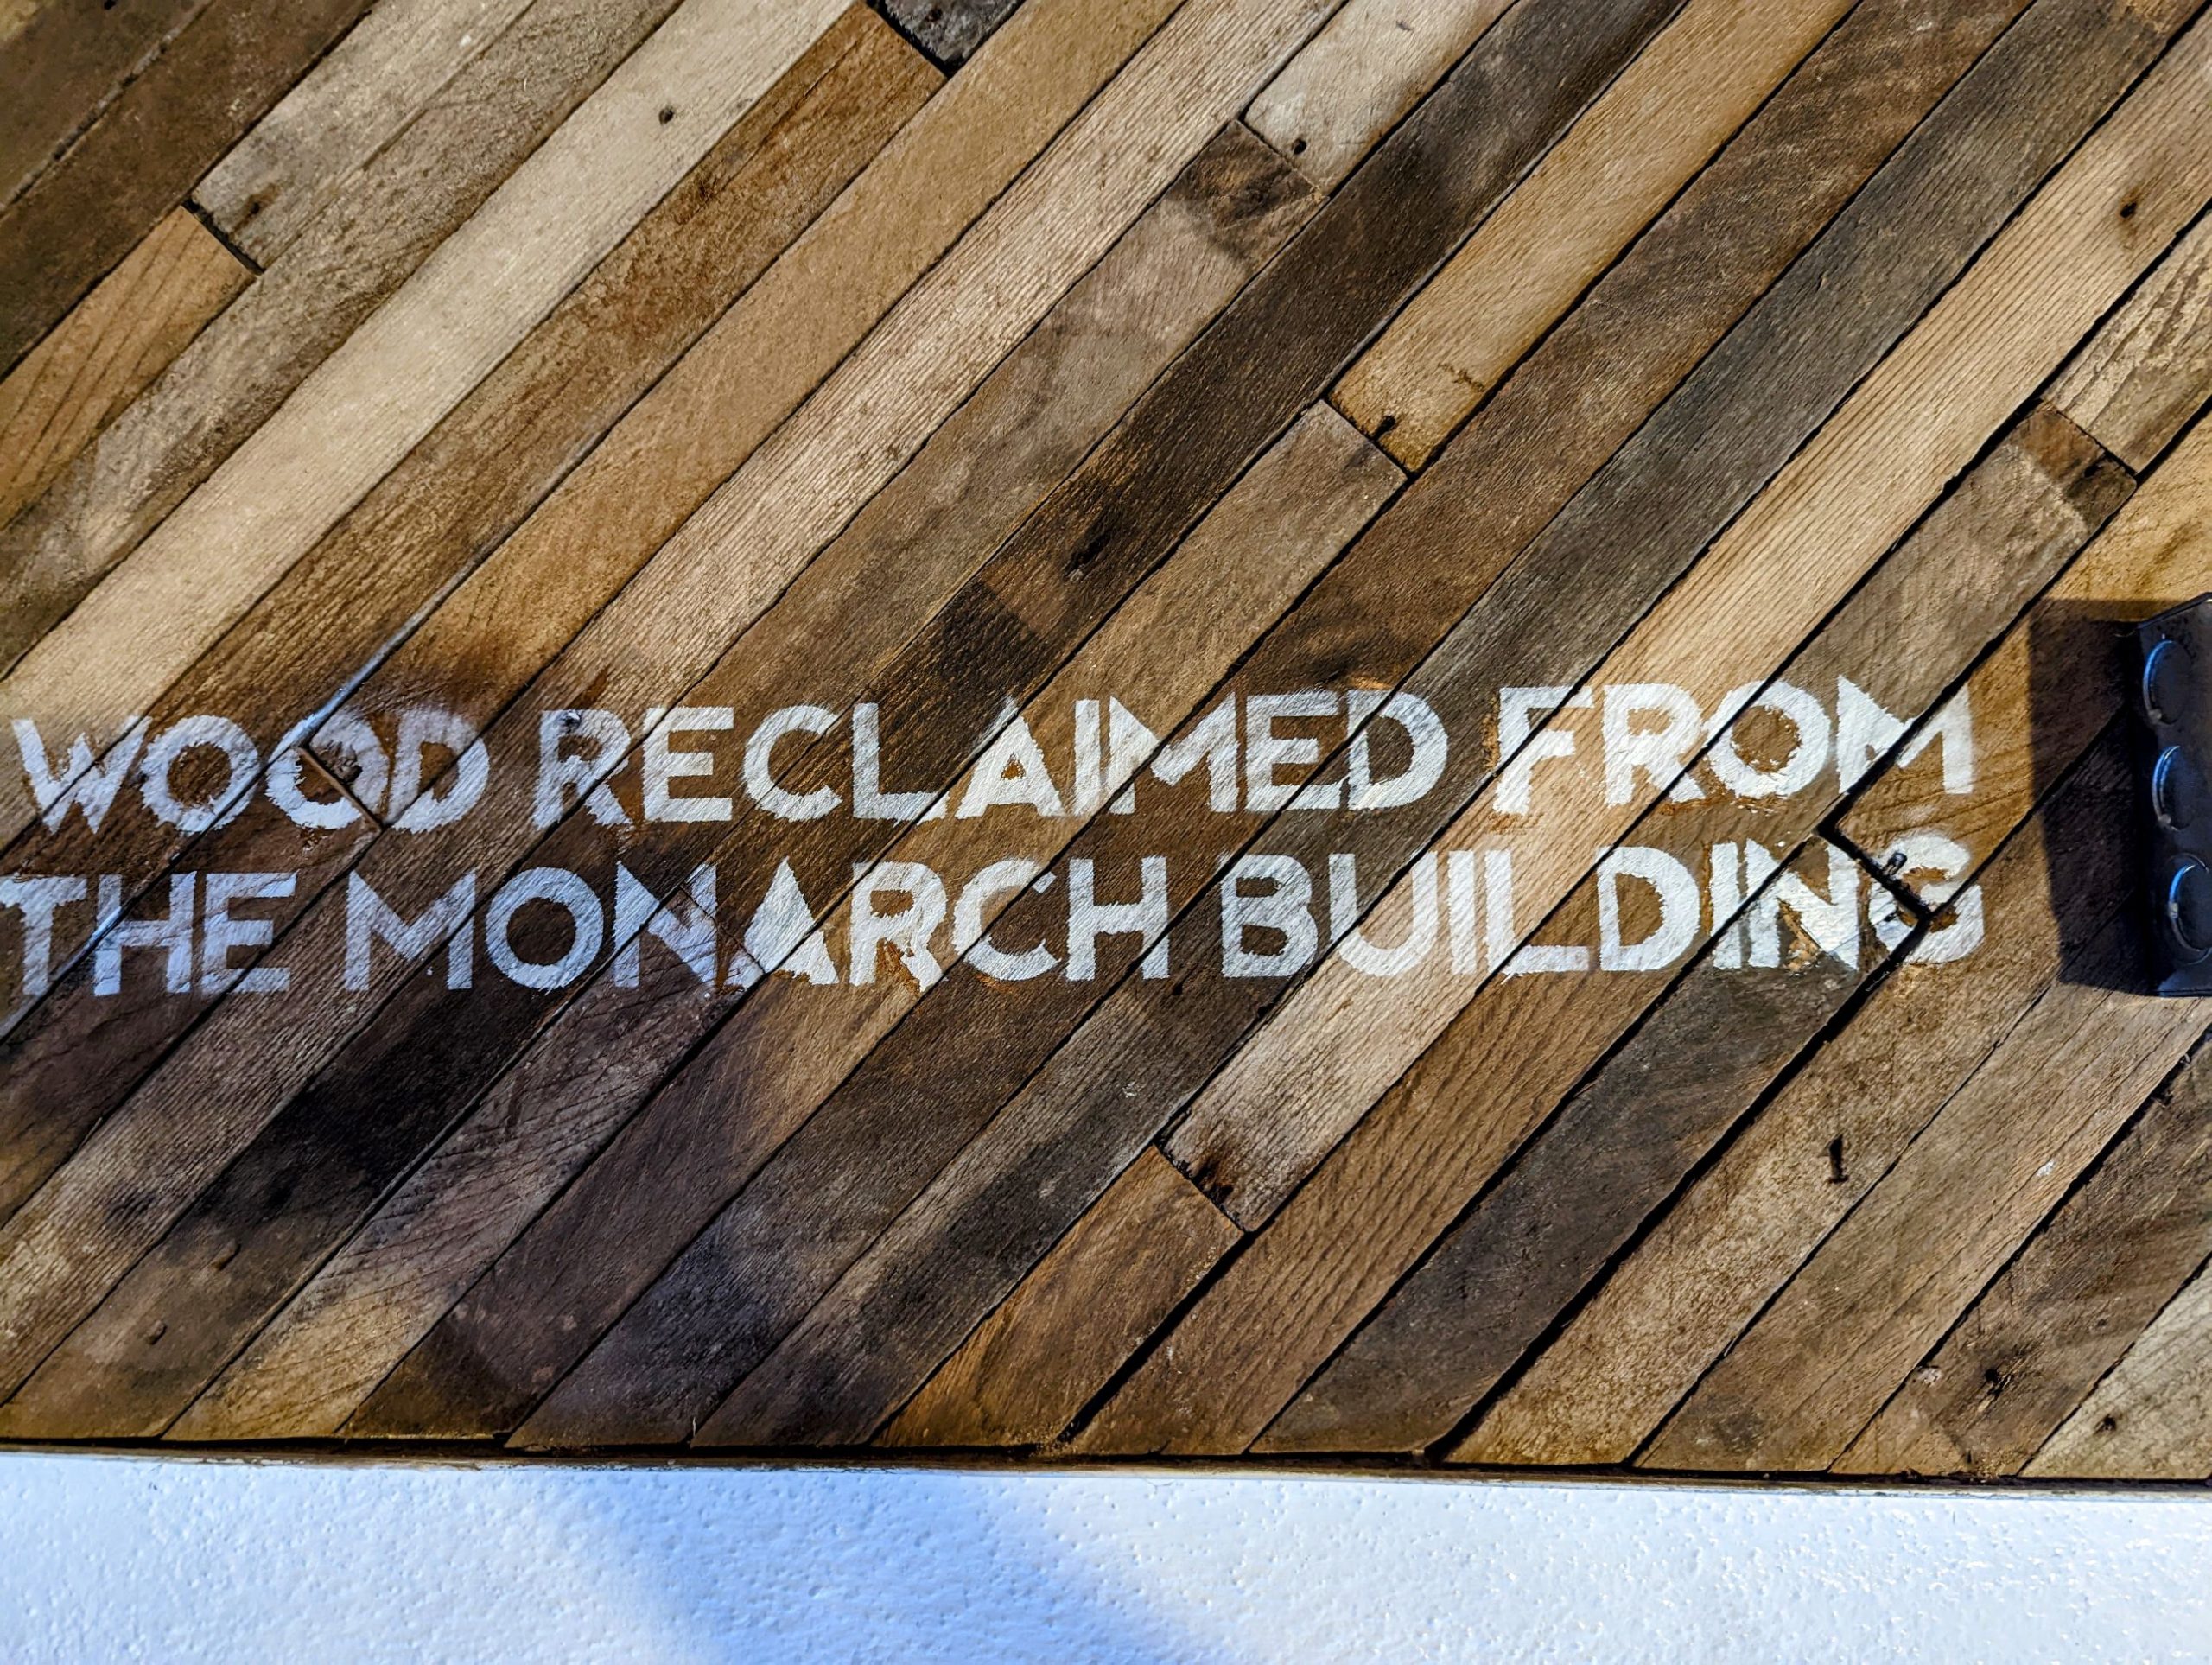 WOOD RECLAIMED FROM
THE MONARCH BUILDING